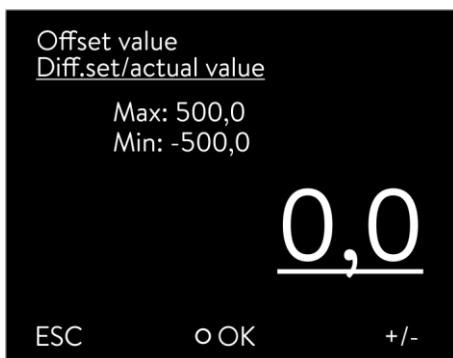 Offset value
Diff.set/actual value
Max: 500,0
Min: -500,0
0,0
ESC OK +/-